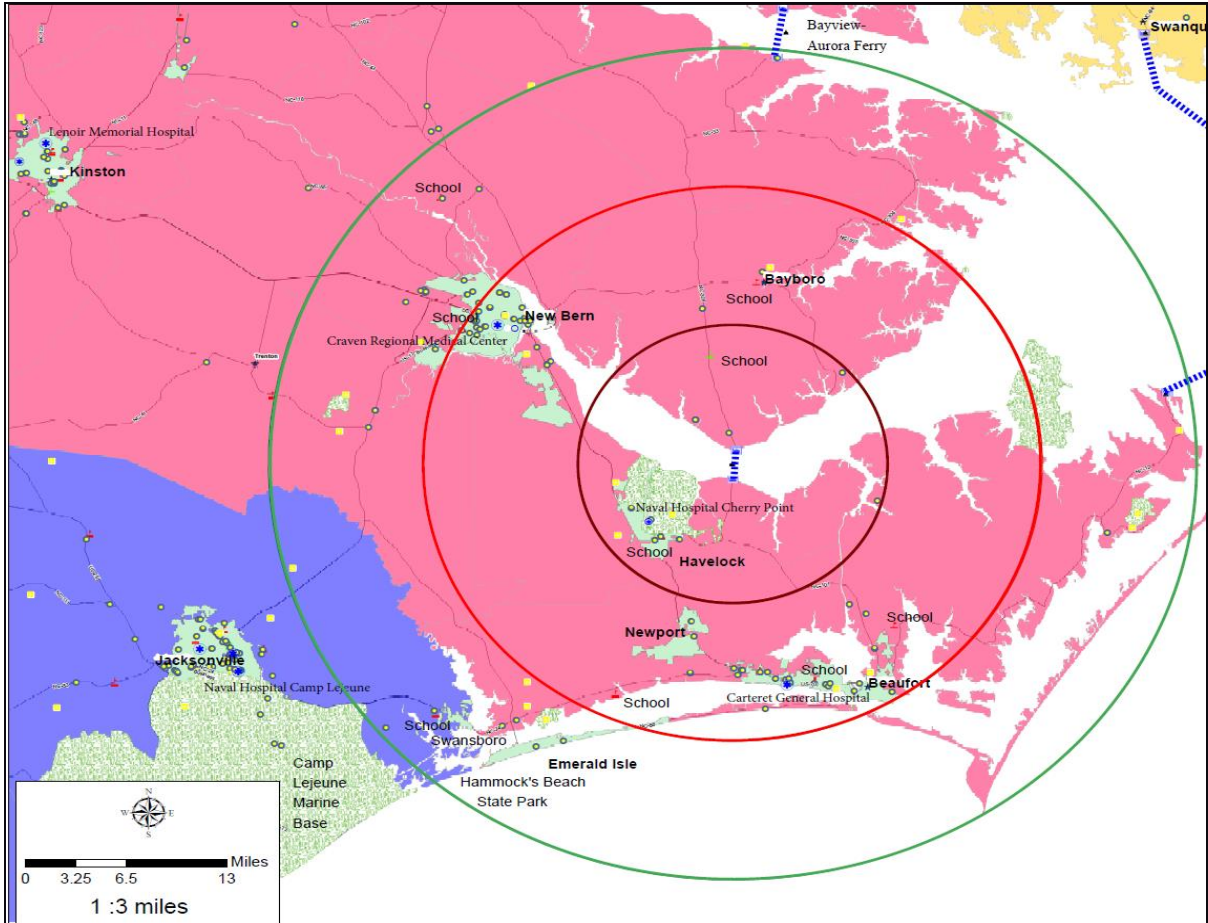 Bayview-
Aurora Ferry
Swanqu
Lenoir Memorial Hospital
Kinston
School
Bayboro
School
New Bern
School
Craven Regional Medical Center
School
Trenton
Naval Hospital Cherry Point
School
Havelock
Newport
School
Jacksonville
Naval Hospital Camp Lejeune
School
Beaufort
Carteret General Hospital
School
School
Swansboro
Emerald Isle
Hammock's Beach
State Park
Camp
Lejeune
Marine
Base
N
W E
S
Miles
0 3.25 6.5 13
1 :3 miles